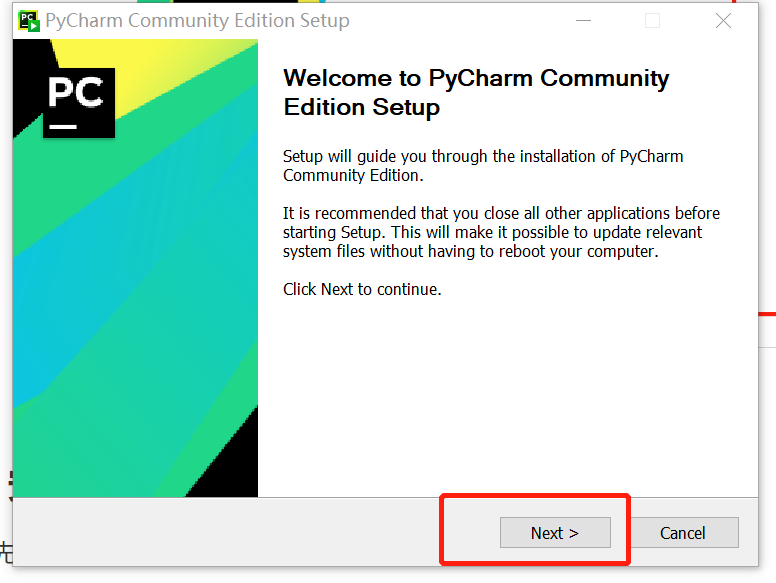 PC PyCharm Community Edition Setup
PC
Welcome to PyCharm Community
Edition Setup
Setup will guide you through the installation of PyCharm
Community Edition.
It is recommended that you close all other applications before
starting Setup. This will make it possible to update relevant
system files without having to reboot your computer.
Click Next to continue.
先
Next >
Cancel